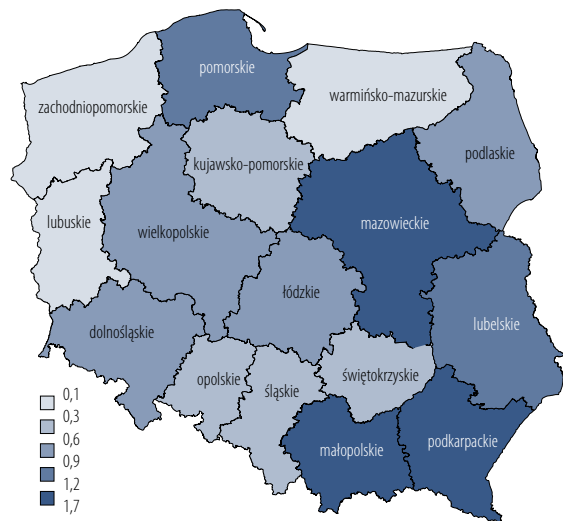 pomorskie
warmińsko-mazurskie
zachodniopomorskie
podlaskie
kujawsko-pomorskie
lubuskie
wielkopolskie
mazowieckie
łódzkie
lubelskie
dolnośląskie
opolskie
śląskie
świętokrzyskie
małopolskie
podkarpackie
0,1
0,3
0,6
0,9
1,2
1,7